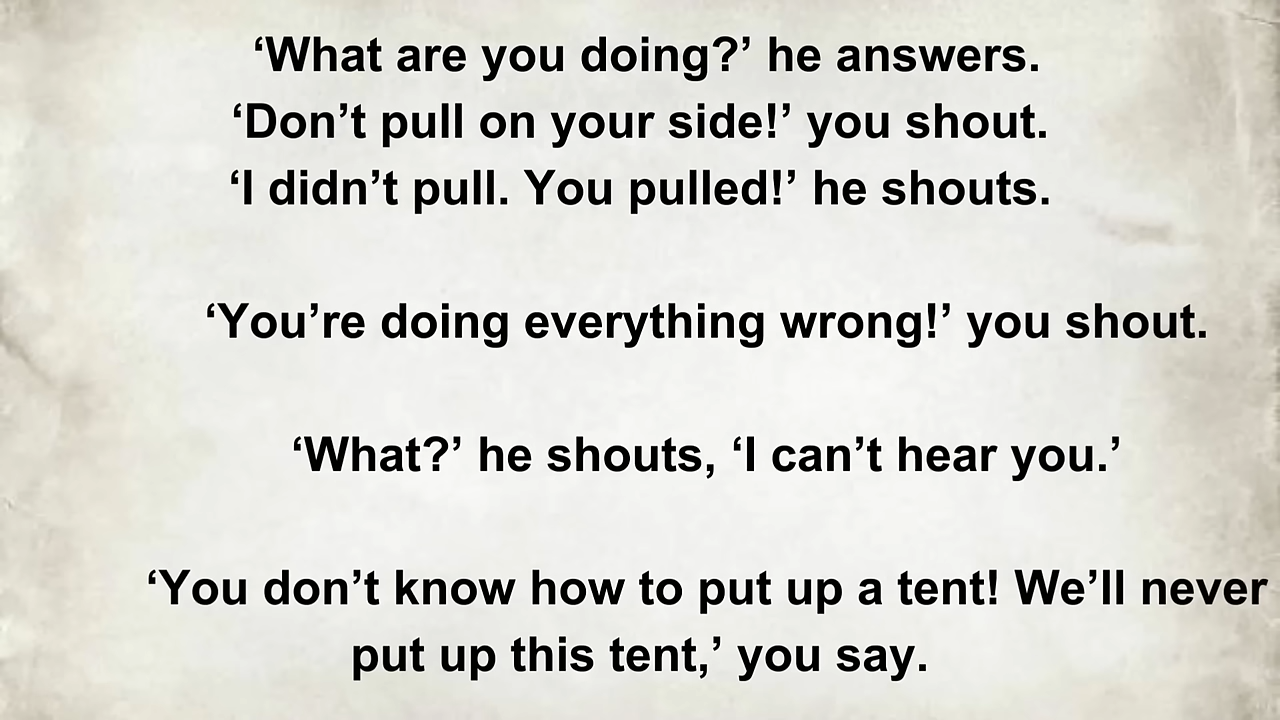 ‘What are you doing?’ he answers.
‘Don’t pull on your side!’ you shout.
‘I didn’t pull. You pulled!’ he shouts.
‘You’re doing everything wrong!’ you shout.
‘What?’ he shouts, ‘I can’t hear you.’
‘You don’t know how to put up a tent! We’ll never
put up this tent,’ you say.